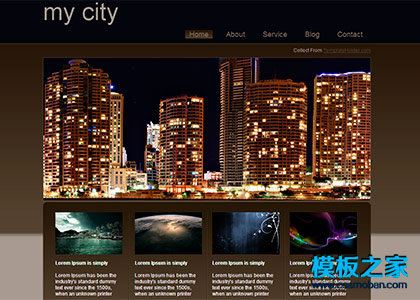 my city
Home About Service Blog Contact
Collect From
Lorem Ipsum is simply
Lorem Ipsum has been the
industry's standard dummy
text ever since the 1500s,
when an unknown printer
Lorem Ipsum is simply
Lorem Ipsum has been the
industry's standard dummy
text ever since the 1500s,
when an unknown printer
Lorem Ipsum is simply
Lorem Ipsum has been the
industry's standard dummy
text ever since the 1500s,
when an unknown printer
Lorem Ipsum is simply
Lorem Ipsum has been the
industry's standard dummy
text ever since the
when an unknown printer
模板之家